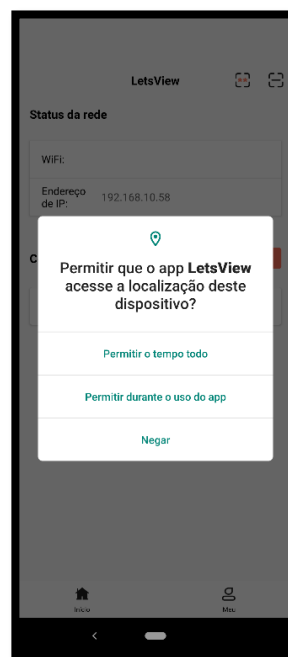 LetsView
Status da rede
WiFi:
Endereço
de IP:
192.168.10.58
C
Permitir que o app LetsView
acesse a localização deste
dispositivo?
Permitir o tempo todo
Permitir durante o uso do app
Negar
Início
Meu